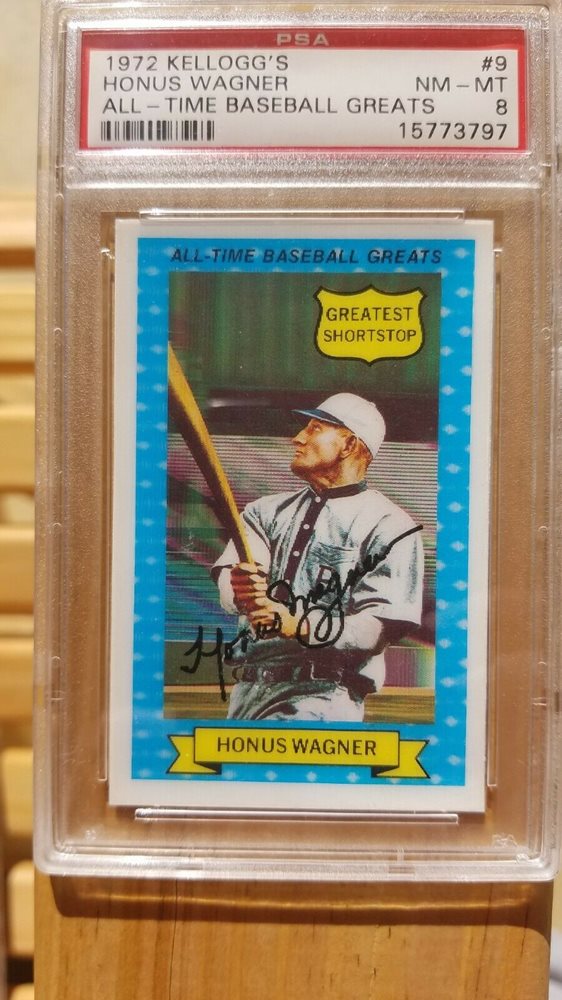 PSA
1972 KELLOGG'S #9
HONUS WAGNER NM - MT
ALL - TIME BASEBALL GREATS 8
15773797
ALL-TIME BASEBALL GREATS
GREATEST
SHORTSTOP
Honus Wagner
HONUS WAGNER